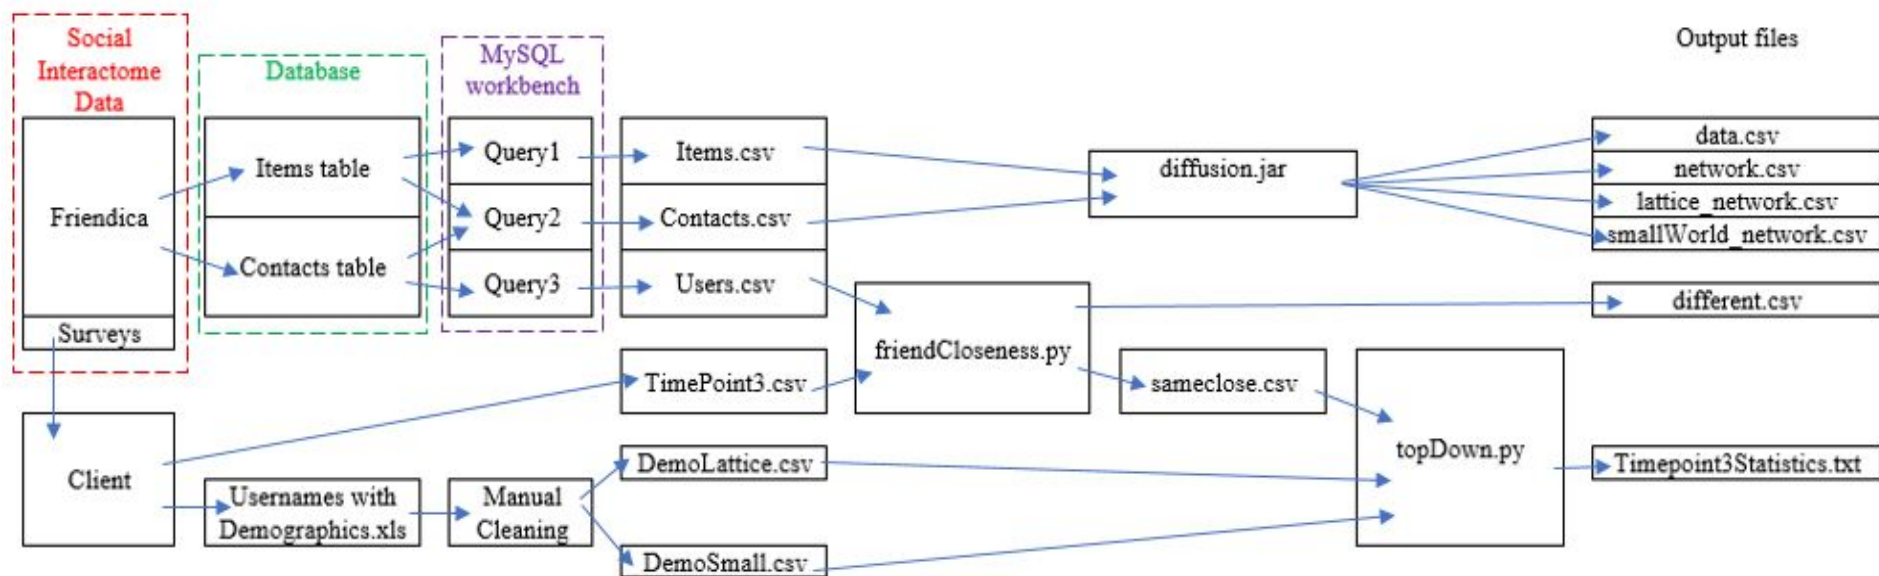 Social
Interactome
Data
Database
MySQL
workbench
Output files
Friendica
Surveys
Items table
Contacts table
Query1
Query2
Query3
Items.csv
Contacts.csv
Users.csv
diffusion.jar
data.csv
network.csv
lattice_network.csv
smallWorld_network.csv
different.csv
friendCloseness.py
TimePoint3.csv
sameclose.csv
Client
Usernames with
Demographics.xls
Manual
Cleaning
DemoLattice.csv
DemoSmall.csv
topDown.py
Timepoint3Statistics.txt